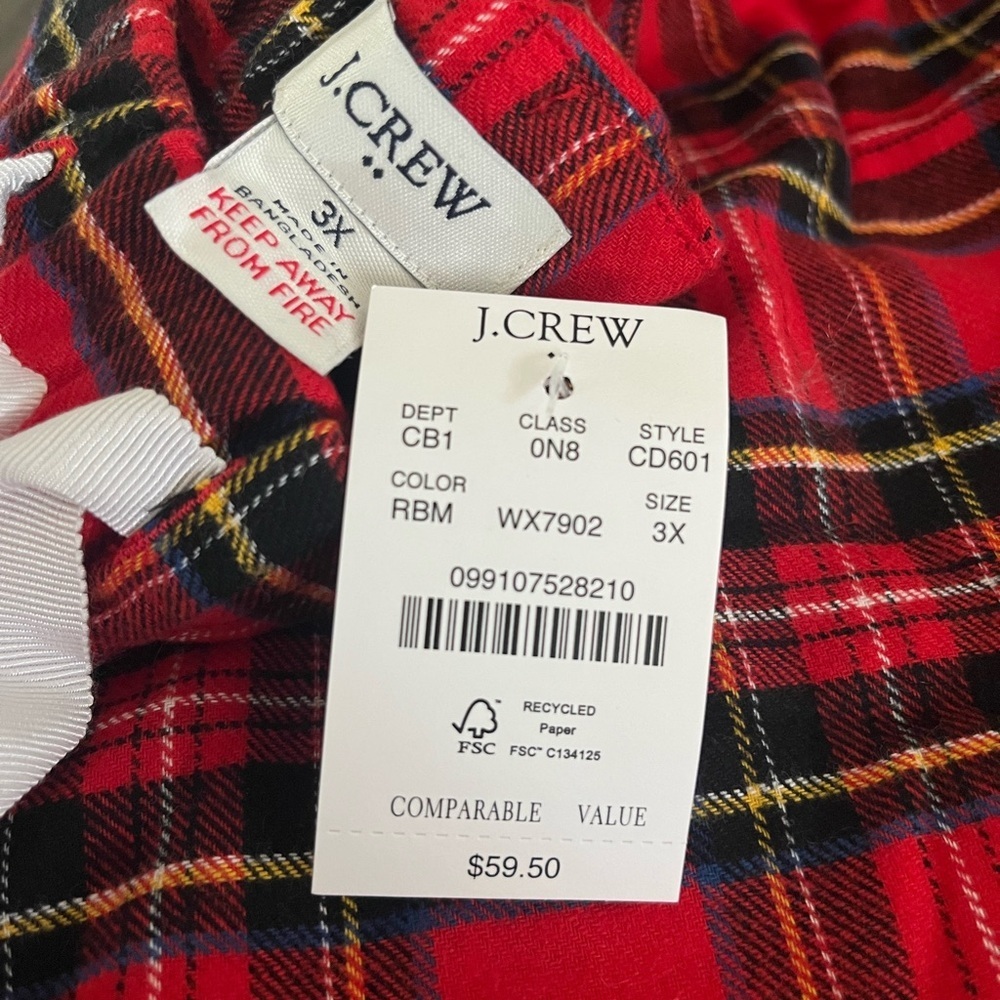 J.CREW
3X
MADE IN
BANGLADESH
KEEP AWAY
FROM FIRE
J.CREW
DEPT CLASS STYLE
CB1 0N8 CD601
COLOR SIZE
RBM WX7902 3X
099107528210
RECYCLED
Paper
FSC™ FSC™ C134125
COMPARABLE VALUE
$59.50